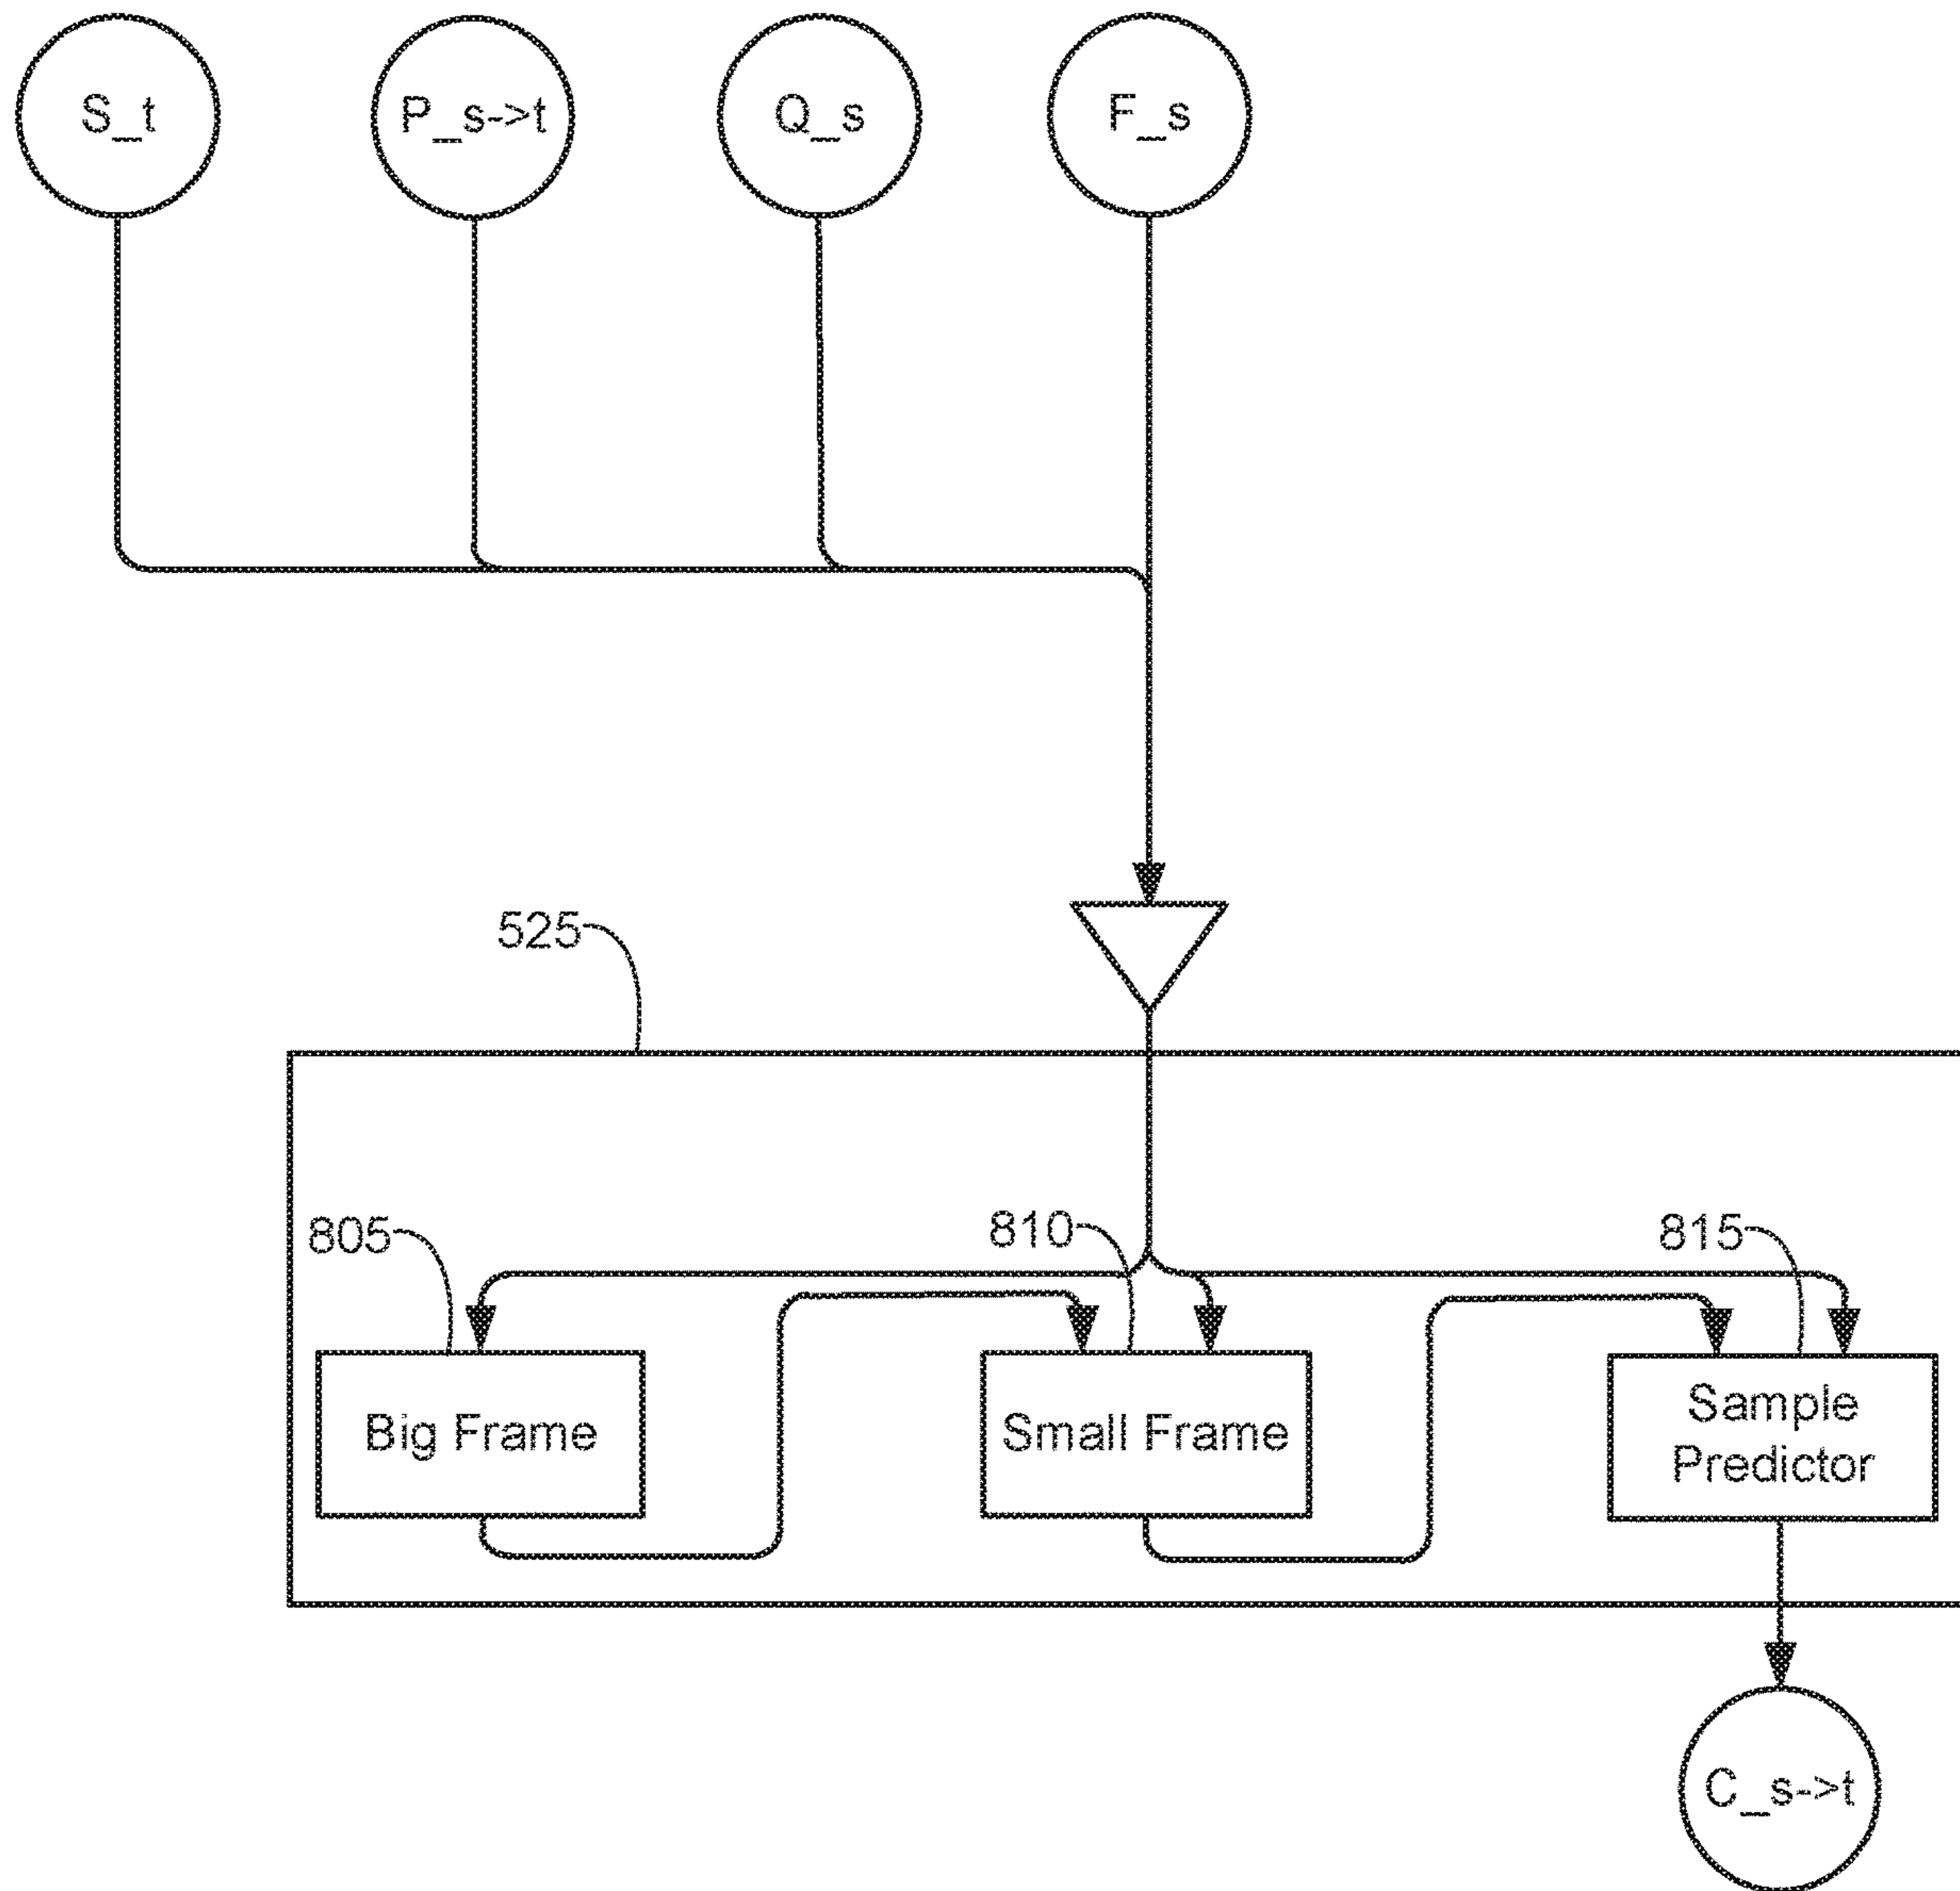 S_t
P_s->t
Q_s
F_s
525
805
810
815
Big Frame
Small Frame
Sample
Predictor
C_s->t